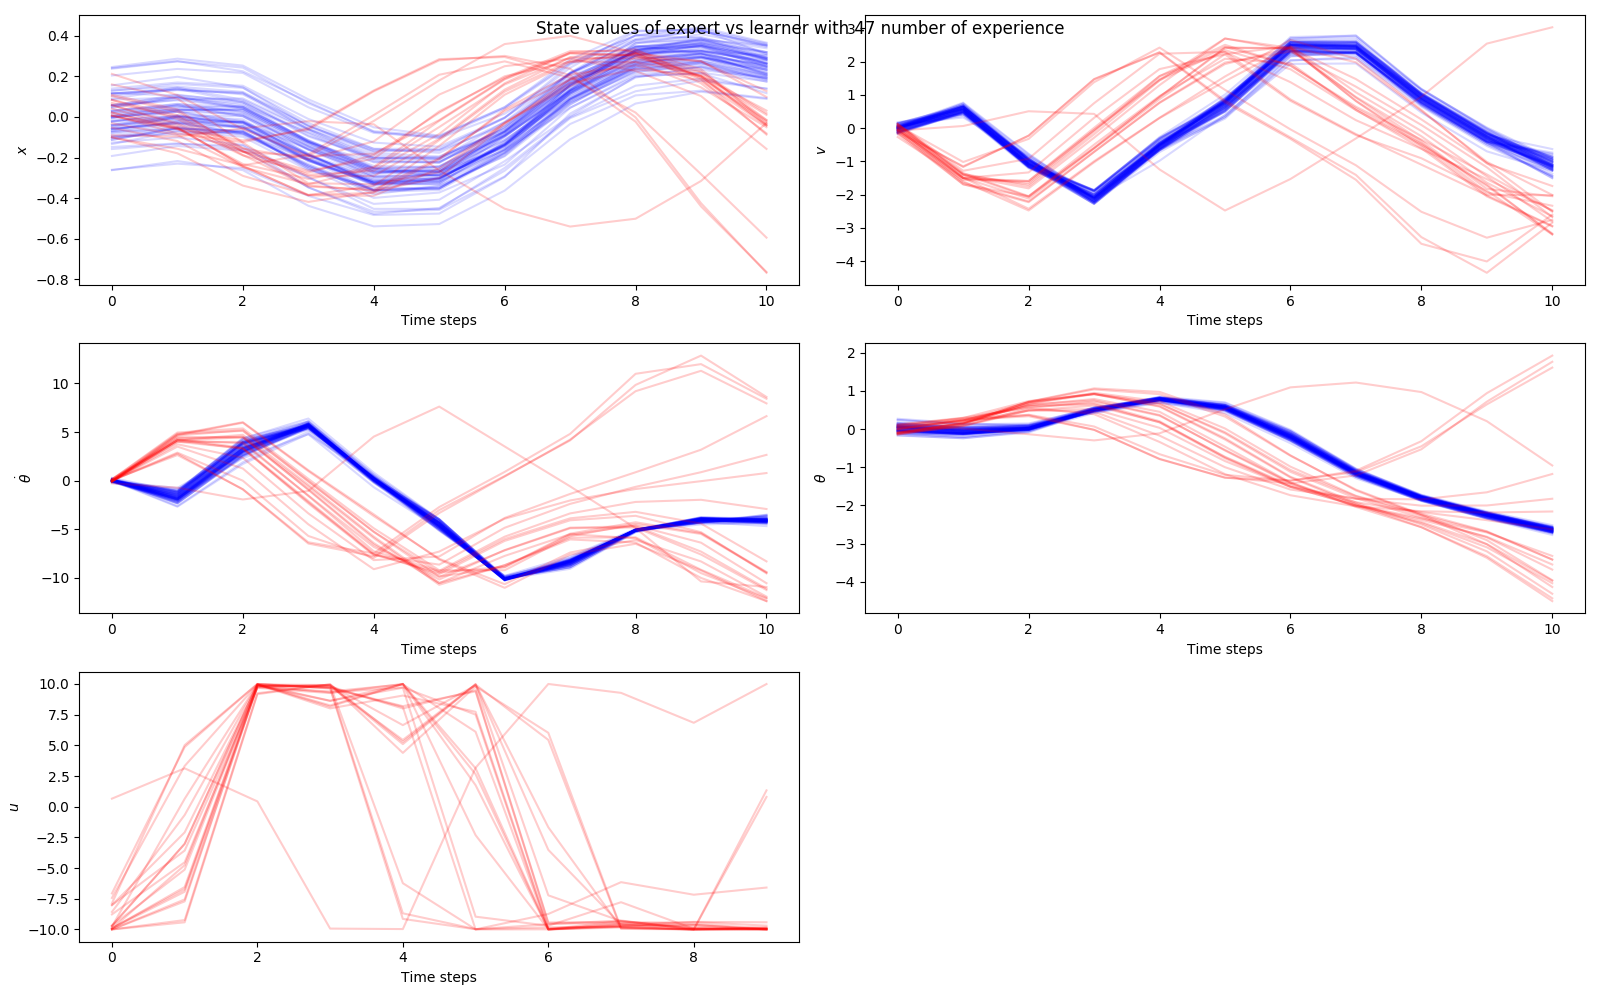 State values of expert vs learner with 47 number of experience
x
0.4
0.2
0.0
−0.2
−0.4
−0.6
−0.8
0 2 4 6 8 10
Time steps
v
3
2
1
0
−1
−2
−3
−4
0 2 4 6 8 10
Time steps
θ̇
10
5
0
−5
−10
0 2 4 6 8 10
Time steps
θ
2
1
0
−1
−2
−3
−4
0 2 4 6 8 10
Time steps
u
10.0
7.5
5.0
2.5
0.0
−2.5
−5.0
−7.5
−10.0
0 2 4 6 8
Time steps